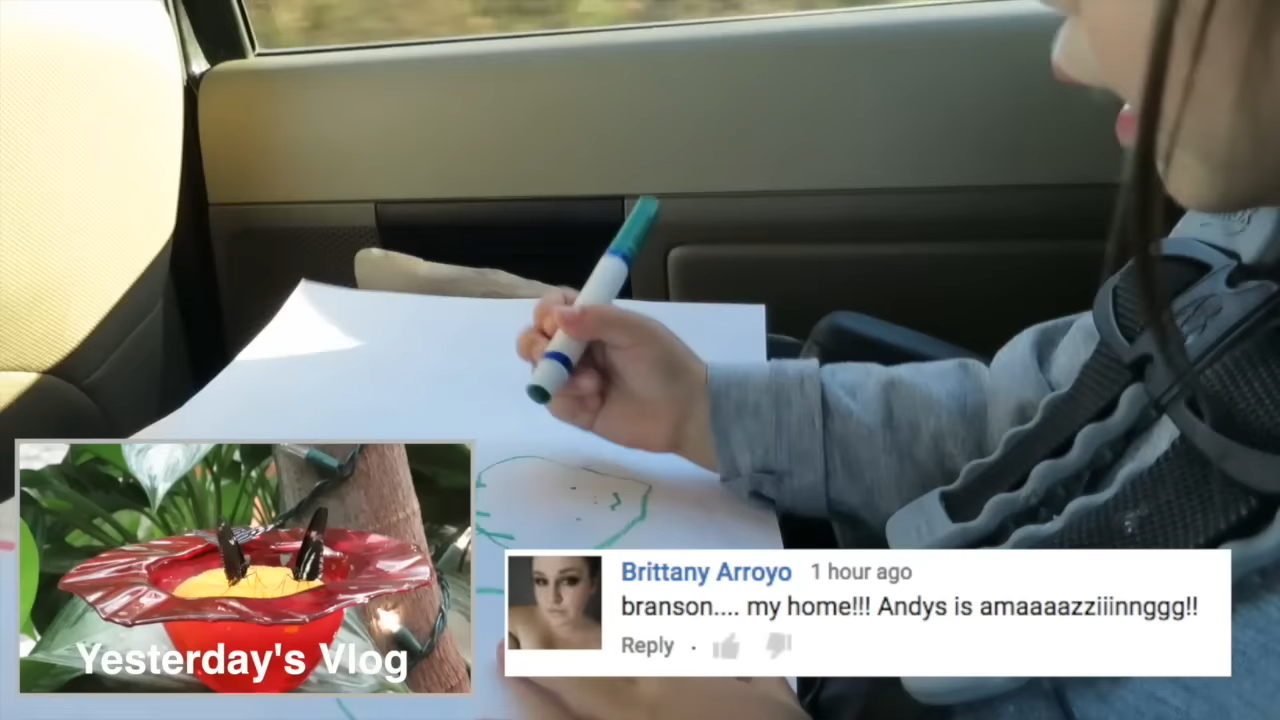 Yesterday's Vlog
Brittany Arroyo 1 hour ago
branson.... my home!!! Andys is amaaaazziiinnggg!!
Reply ·